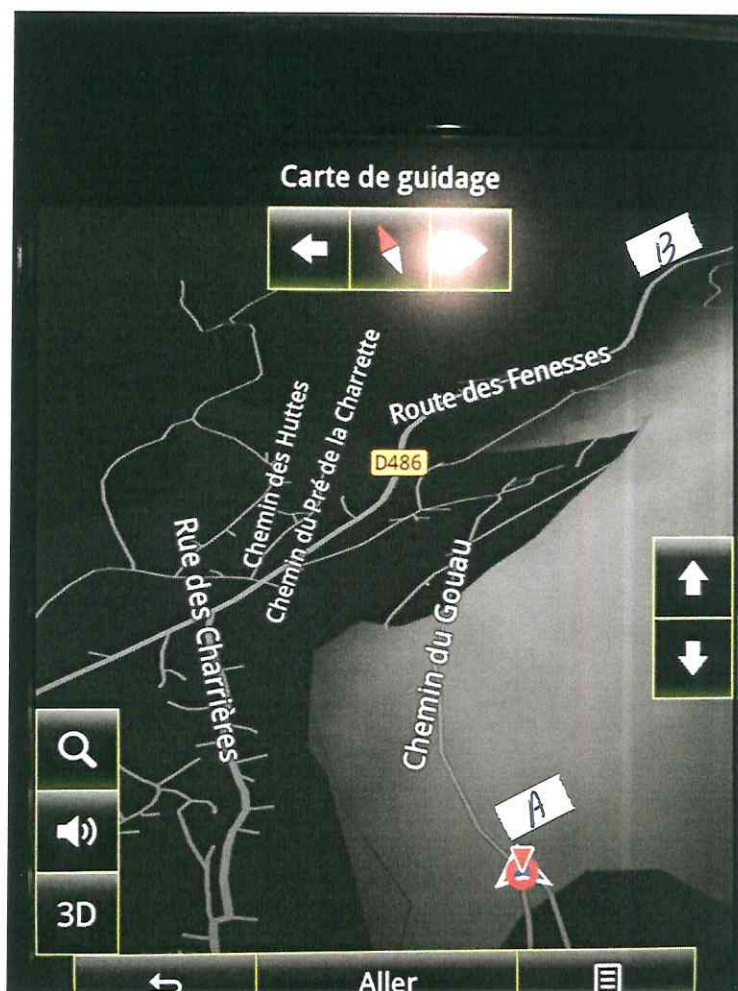 Carte de guidage
B
Route des Fenesses
D486
Chemin des Huttes
Chemin du Pré de la Charrette
Rue des Charrières
Chemin du Gouau
A
3D
Aller